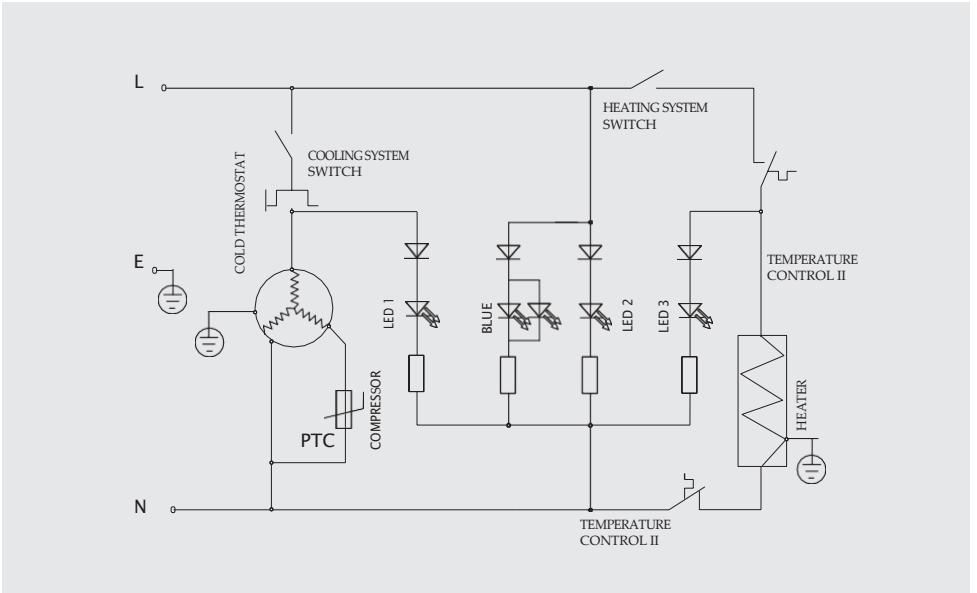 L
HEATING SYSTEM
SWITCH
COOLING SYSTEM
SWITCH
COLD THERMOSTAT
E
TEMPERATURE
CONTROL II
LED 1
BLUE
LED 2
LED 3
HEATER
COMPRESSOR
PTC
N
TEMPERATURE
CONTROL II